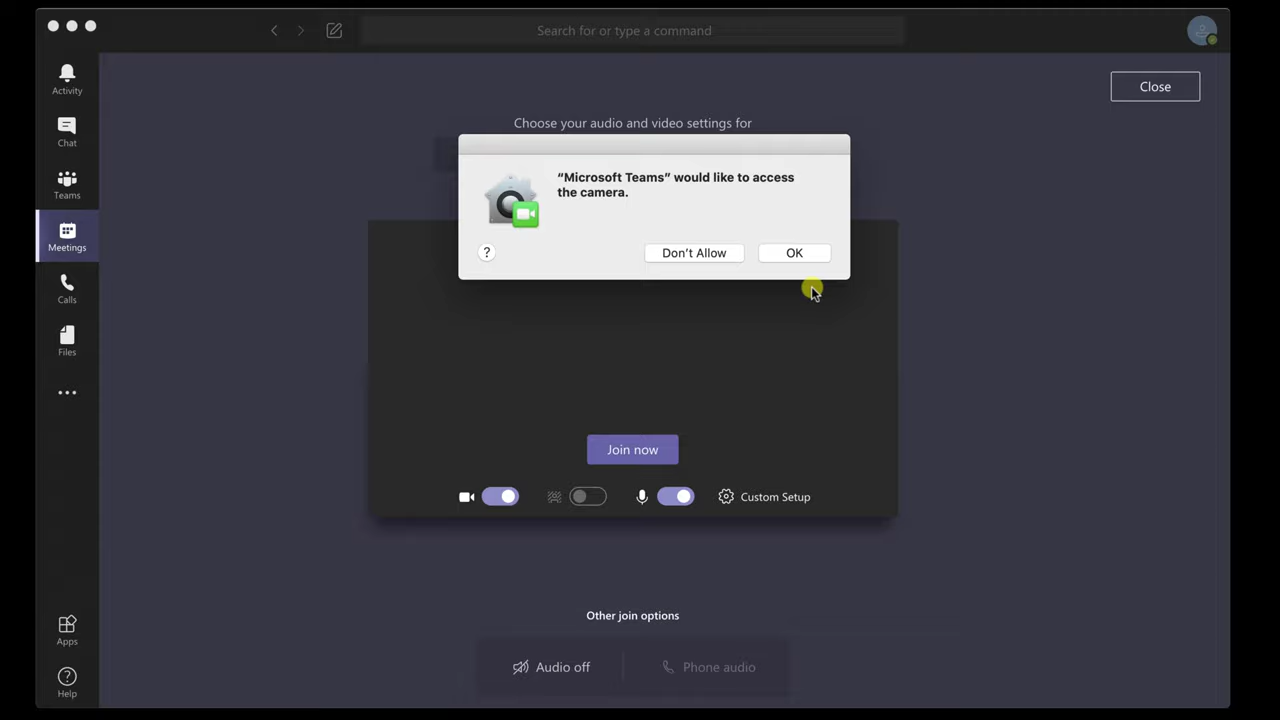 Search for or type a command
Activity
Chat
Teams
Meetings
Calls
Files
Apps
Help
Close
Choose your audio and video settings for
“Microsoft Teams” would like to access
the camera.
?
Don’t Allow
OK
Join now
Custom Setup
Other join options
Audio off
Phone audio